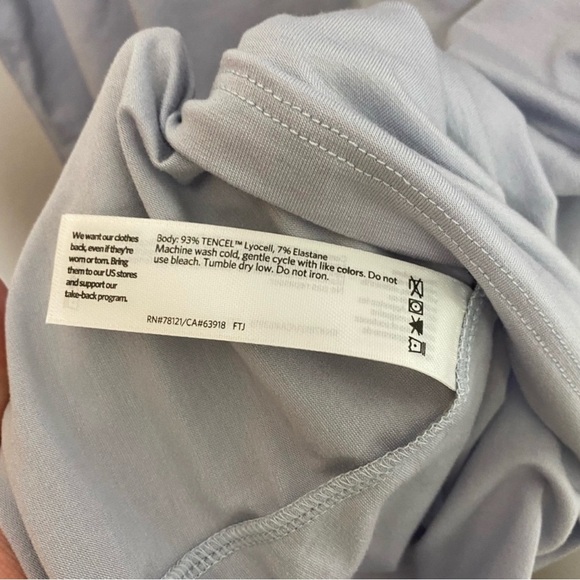 We want our clothes
back, even if they're
worn or torn. Bring
them to our US stores
and support our
take-back program.
Body: 93% TENCEL™ Lyocell, 7% Elastane
Machine wash cold, gentle cycle with like colors. Do not
use bleach. Tumble dry low. Do not iron.
RN#78121/CA#63918 FTJ